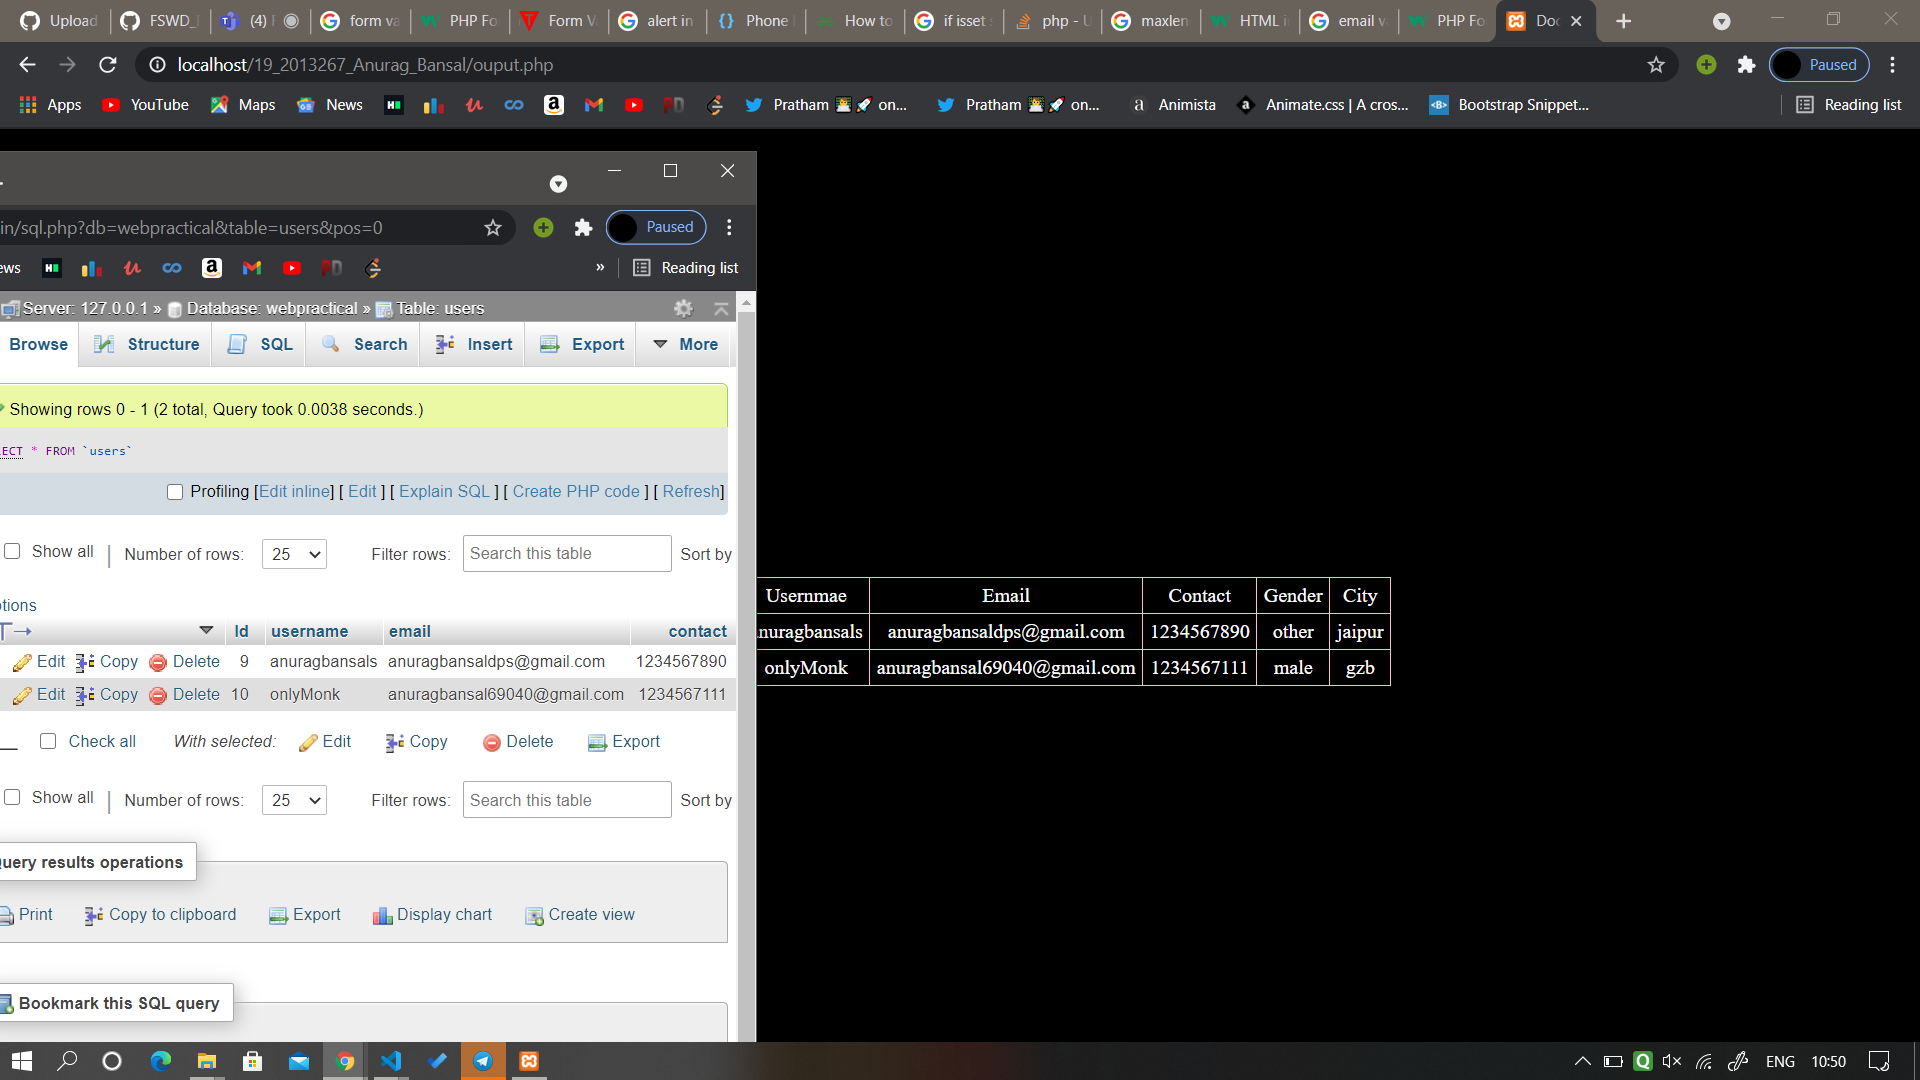 Upload
FSWD_
(4)
form va
PHP Fo
Form V
alert in
Phone
How to
if isset
php - U
maxlen
HTML i
email v
PHP Fo
Doc
localhost/19_2013267_Anurag_Bansal/ouput.php
Paused
Apps
YouTube
Maps
News
Pratham 👨‍💻 🚀 on...
Pratham 👨‍💻 🚀 on...
Animista
Animate.css | A cros...
Bootstrap Snippet...
Reading list
in/sql.php?db=webpractical&table=users&pos=0
Paused
ews
»
Reading list
Server: 127.0.0.1 » Database: webpractical » Table: users
Browse
Structure
SQL
Search
Insert
Export
More
Showing rows 0 - 1 (2 total, Query took 0.0038 seconds.)
LECT * FROM `users`
Profiling [Edit inline] [ Edit ] [ Explain SQL ] [ Create PHP code ] [ Refresh]
Show all | Number of rows: 25 Filter rows: Search this table Sort by
tions
Id username email contact
Edit Copy Delete 9 anuragbansals anuragbansaldps@gmail.com 1234567890
Edit Copy Delete 10 onlyMonk anuragbansal69040@gmail.com 1234567111
Check all With selected: Edit Copy Delete Export
Show all | Number of rows: 25 Filter rows: Search this table Sort by
Query results operations
Print Copy to clipboard Export Display chart Create view
Bookmark this SQL query
Usernmae Email Contact Gender City
nuragbansals anuragbansaldps@gmail.com 1234567890 other jaipur
onlyMonk anuragbansal69040@gmail.com 1234567111 male gzb
ENG
10:50